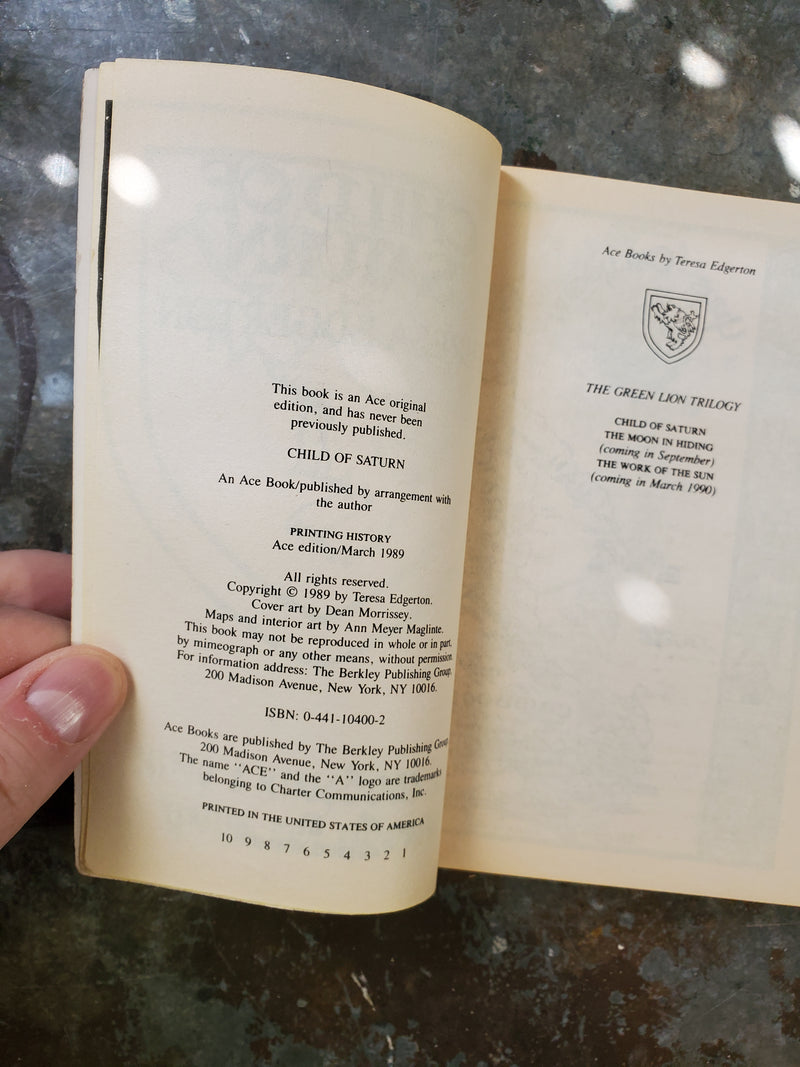 This book is an Ace original
edition, and has never been
previously published.
CHILD OF SATURN
An Ace Book/published by arrangement with
the author
PRINTING HISTORY
Ace edition/March 1989
All rights reserved.
Copyright © 1989 by Teresa Edgerton.
Cover art by Dean Morrissey.
Maps and interior art by Ann Meyer Maglinte.
This book may not be reproduced in whole or in part,
by mimeograph or any other means, without permission.
For information address: The Berkley Publishing Group,
200 Madison Avenue, New York, NY 10016.
ISBN: 0-441-10400-2
Ace Books are published by The Berkley Publishing Group
200 Madison Avenue, New York, NY 10016.
The name "ACE" and the "A" logo are trademarks
belonging to Charter Communications, Inc.
PRINTED IN THE UNITED STATES OF AMERICA
10 9 8 7 6 5 4 3 2 1
Ace Books by Teresa Edgerton
THE GREEN LION TRILOGY
CHILD OF SATURN
THE MOON IN HIDING
(coming in September)
THE WORK OF THE SUN
(coming in March 1990)